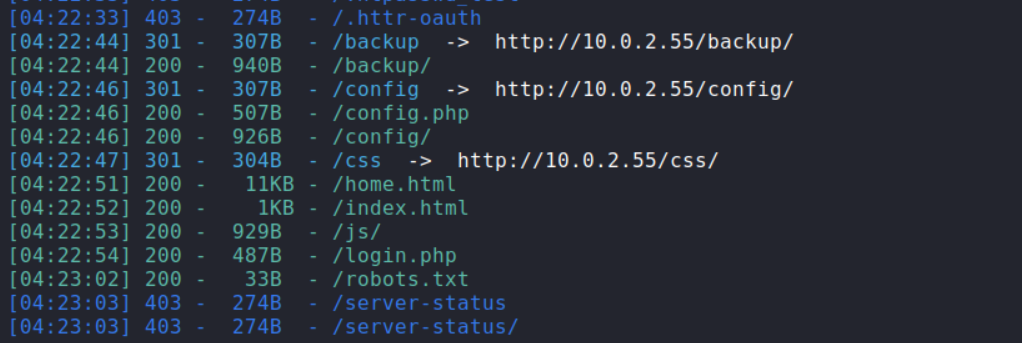 [04:22:33] 403 -  274B  - /.httr-oauth
[04:22:44] 301 -  307B  - /backup  ->  http://10.0.2.55/backup/
[04:22:44] 200 -  940B  - /backup/
[04:22:46] 301 -  307B  - /config  ->  http://10.0.2.55/config/
[04:22:46] 200 -  507B  - /config.php
[04:22:46] 200 -  926B  - /config/
[04:22:47] 301 -  304B  - /css  ->  http://10.0.2.55/css/
[04:22:51] 200 -   11KB - /home.html
[04:22:52] 200 -    1KB - /index.html
[04:22:53] 200 -  929B  - /js/
[04:22:54] 200 -  487B  - /login.php
[04:23:02] 200 -   33B  - /robots.txt
[04:23:03] 403 -  274B  - /server-status
[04:23:03] 403 -  274B  - /server-status/